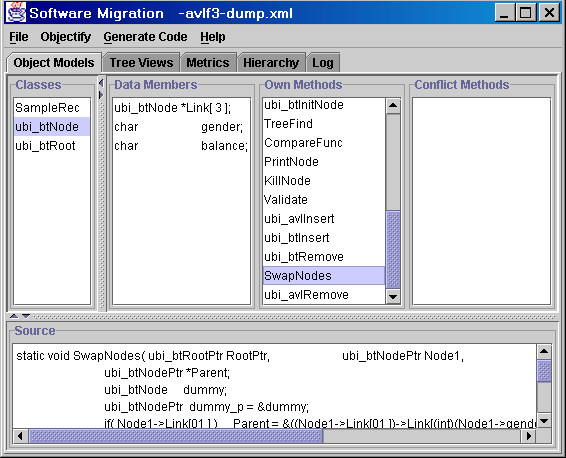 Software Migration -avlf3-dump.xml
File Objectify Generate Code Help
Object Models Tree Views Metrics Hierarchy Log
Classes
SampleRec
ubi_btNode
ubi_btRoot
Data Members
ubi_btNode *Link[ 3 ];
char gender;
char balance;
Own Methods
ubi_btInitNode
TreeFind
CompareFunc
PrintNode
KillNode
Validate
ubi_avlInsert
ubi_btInsert
ubi_btRemove
SwapNodes
ubi_avlRemove
Conflict Methods
Source
static void SwapNodes( ubi_btRootPtr RootPtr, ubi_btNodePtr Node1,
ubi_btNodePtr *Parent;
ubi_btNode dummy;
ubi_btNodePtr dummy_p = &dummy;
if( Node1->Link[01 ] ) Parent = &((Node1->Link[01 ])->Link[(int)(Node1->gende